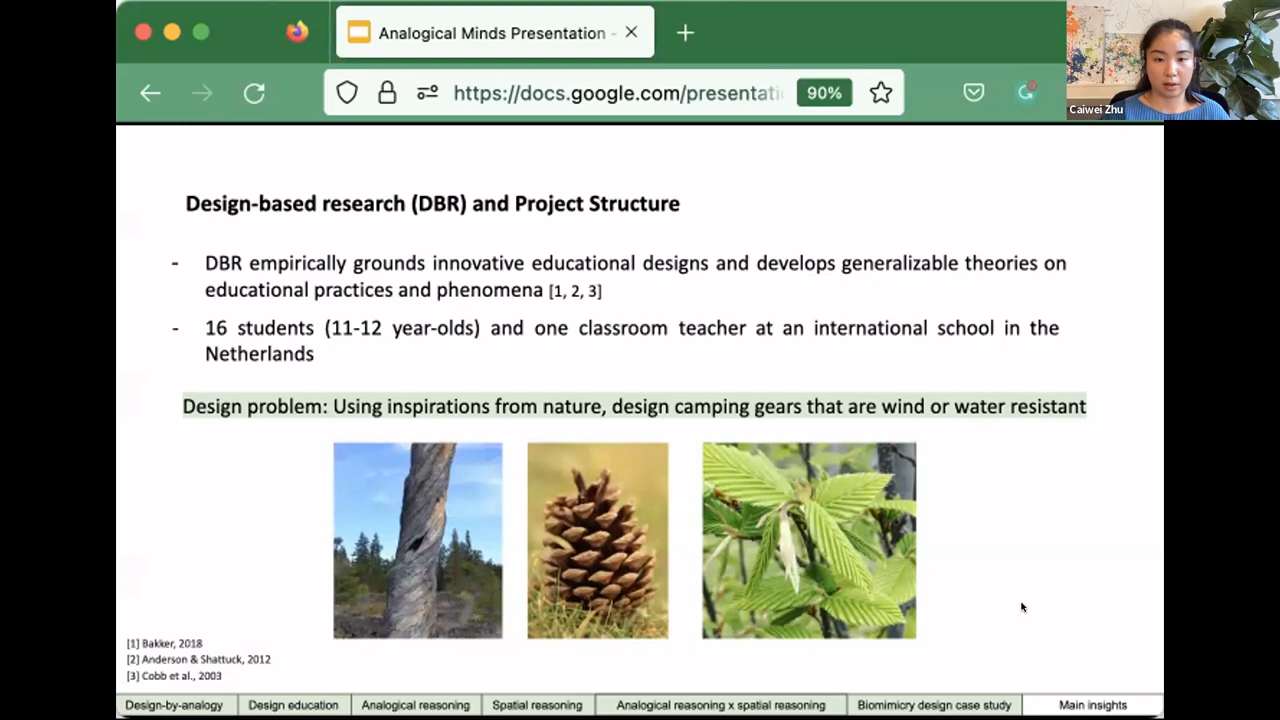 Analogical Minds Presentation -
https://docs.google.com/presentati
90%
Caiwei Zhu
Design-based research (DBR) and Project Structure
- DBR empirically grounds innovative educational designs and develops generalizable theories on
educational practices and phenomena [1, 2, 3]
- 16 students (11-12 year-olds) and one classroom teacher at an international school in the
Netherlands
Design problem: Using inspirations from nature, design camping gears that are wind or water resistant
[1] Bakker, 2018
[2] Anderson & Shattuck, 2012
[3] Cobb et al., 2003
Design-by-analogy Design education Analogical reasoning Spatial reasoning Analogical reasoning x spatial reasoning Biomimicry design case study Main insights